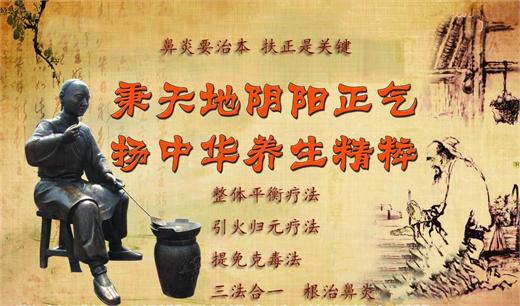 鼻炎要治本 扶正是关键
秉天地阴阳正气
扬中华养生精粹
整体平衡疗法
引火归元疗法
提免克毒法
三法合一 根治鼻炎